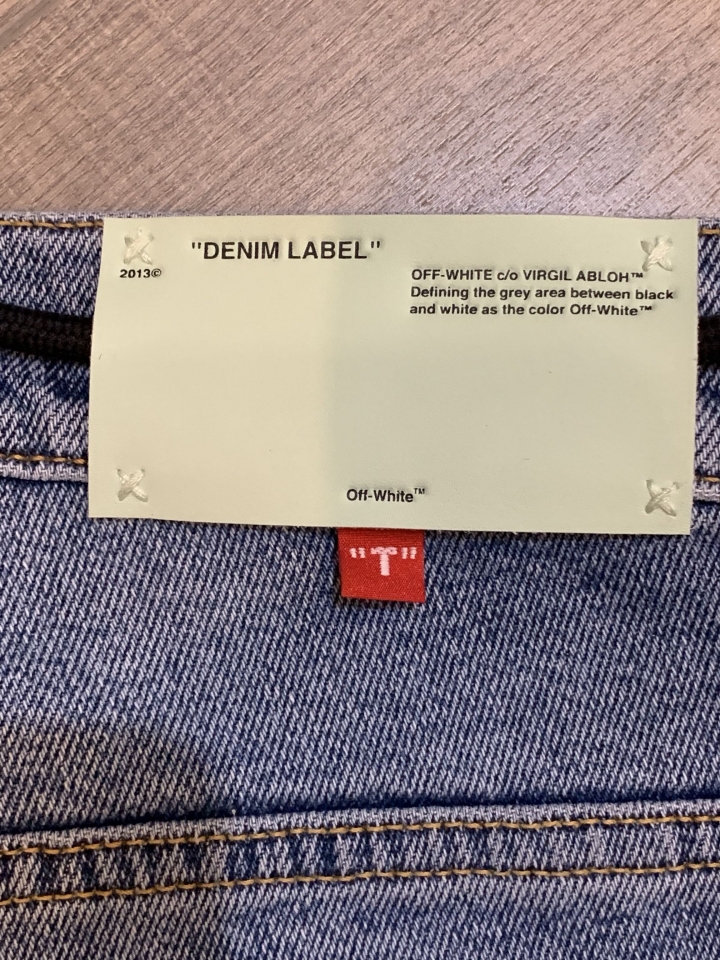 "DENIM LABEL"
2013©
OFF-WHITE c/o VIRGIL ABLOH™
Defining the grey area between black
and white as the color Off-White™
Off-White™
"T"